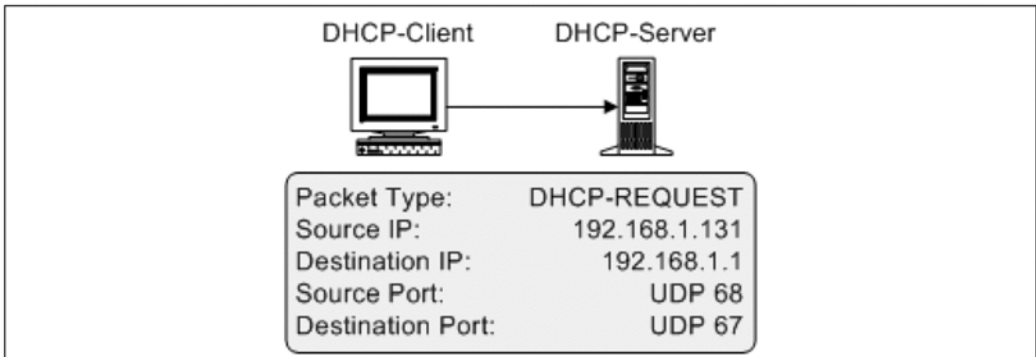 DHCP-Client DHCP-Server
Packet Type: DHCP-REQUEST
Source IP: 192.168.1.131
Destination IP: 192.168.1.1
Source Port: UDP 68
Destination Port: UDP 67